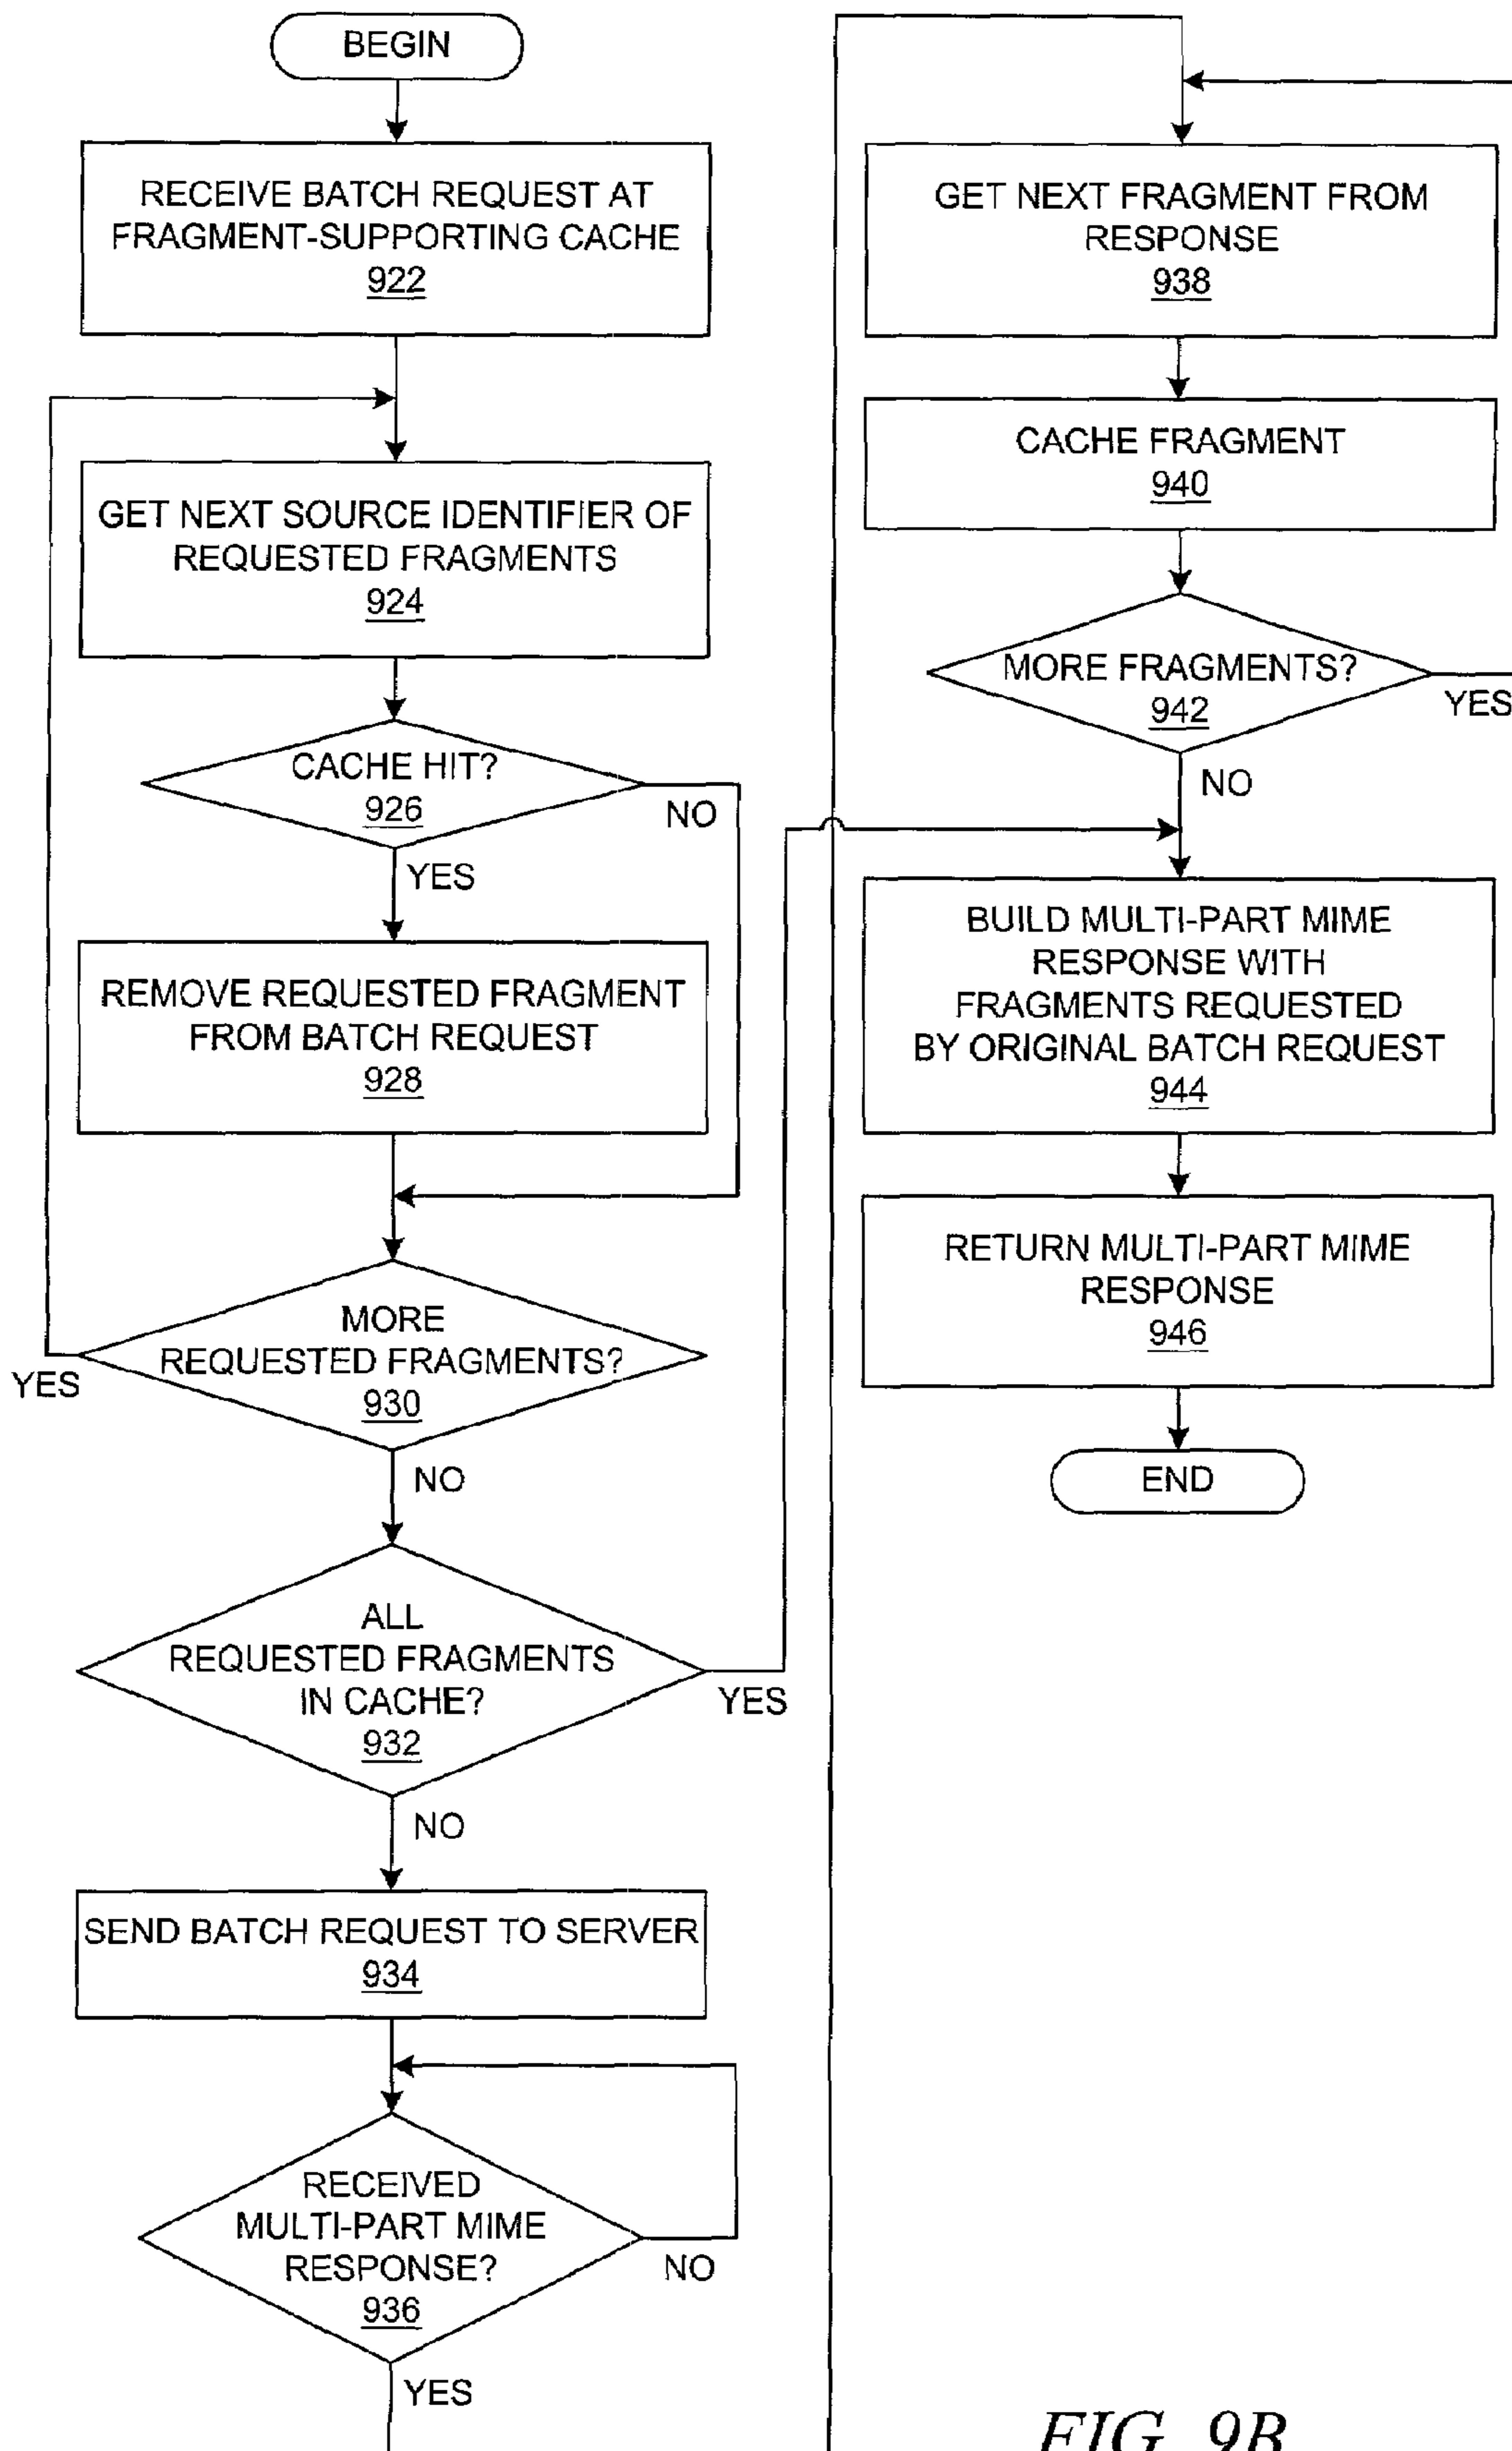 BEGIN
RECEIVE BATCH REQUEST AT
FRAGMENT-SUPPORTING CACHE
922
GET NEXT SOURCE IDENTIFIER OF
REQUESTED FRAGMENTS
924
CACHE HIT?
926
NO
YES
REMOVE REQUESTED FRAGMENT
FROM BATCH REQUEST
928
MORE
REQUESTED FRAGMENTS?
930
YES
NO
ALL
REQUESTED FRAGMENTS
IN CACHE?
932
YES
NO
SEND BATCH REQUEST TO SERVER
934
RECEIVED
MULTI-PART MIME
RESPONSE?
936
NO
YES
GET NEXT FRAGMENT FROM
RESPONSE
938
CACHE FRAGMENT
940
MORE FRAGMENTS?
942
YES
NO
BUILD MULTI-PART MIME
RESPONSE WITH
FRAGMENTS REQUESTED
BY ORIGINAL BATCH REQUEST
944
RETURN MULTI-PART MIME
RESPONSE
946
END
FIG. 9B